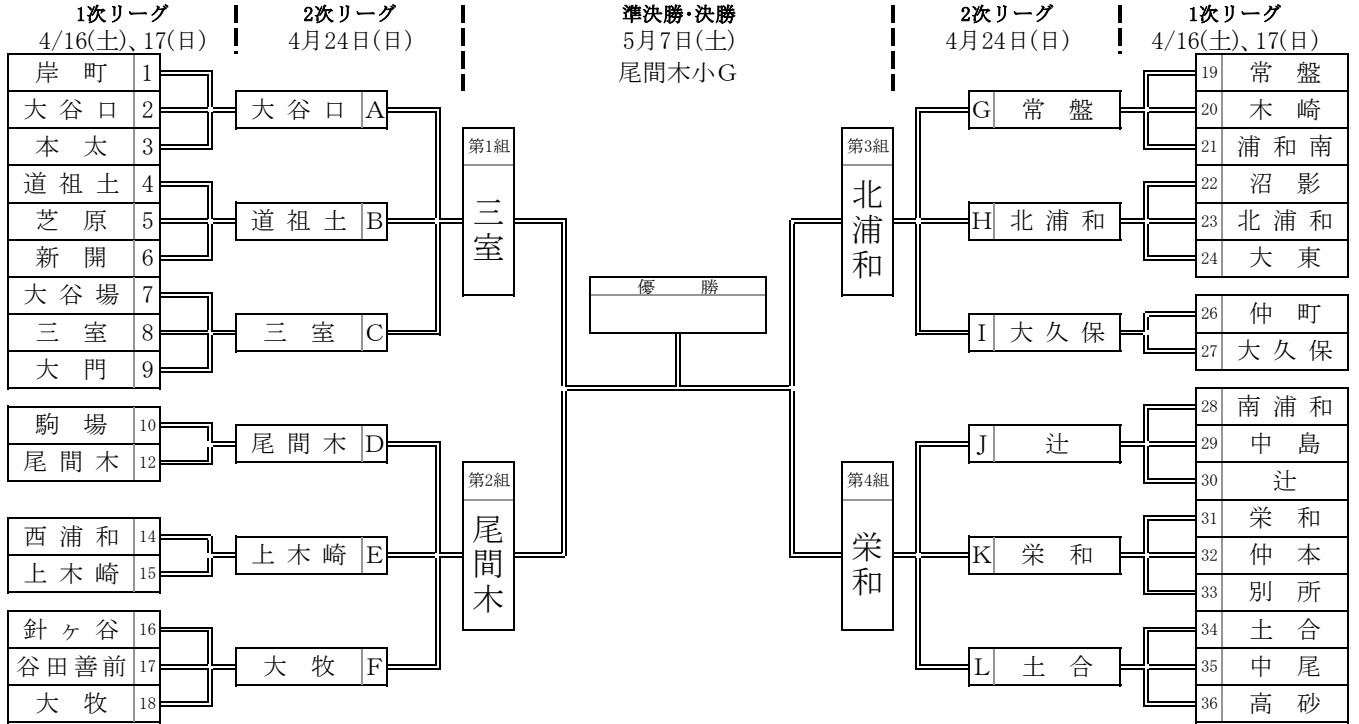 1次リーグ 2次リーグ 準決勝・決勝 2次リーグ 1次リーグ
4/16(土)、17(日) 4月24日(日) 5月7日(土) 4月24日(日) 4/16(土)、17(日)
尾間木小G
岸町 1
大谷口 2
本太 3
道祖土 4
芝原 5
新開 6
大谷場 7
三室 8
大門 9
駒場 10
尾間木 12
西浦和 14
上木崎 15
針ヶ谷 16
谷田善前 17
大牧 18
大谷口 A
道祖土 B
三室 C
尾間木 D
上木崎 E
大牧 F
第1組
三室
第2組
尾間木
優勝
第3組
北浦和
第4組
栄和
G 常盤
H 北浦和
I 大久保
J 辻
K 栄和
L 土合
19 常盤
20 木崎
21 浦和南
22 沼影
23 北浦和
24 大東
26 仲町
27 大久保
28 南浦和
29 中島
30 辻
31 栄和
32 仲本
33 別所
34 土合
35 中尾
36 高砂